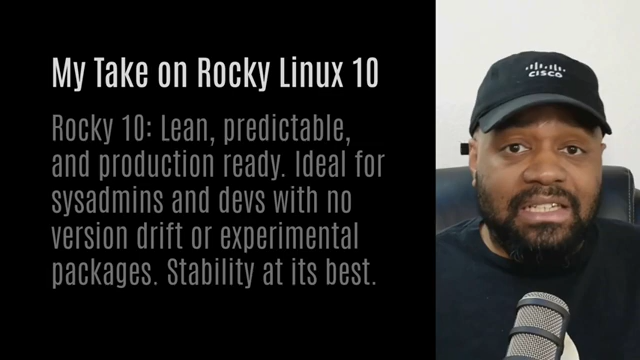 My Take on Rocky Linux 10
Rocky 10: Lean, predictable,
and production ready. Ideal for
sysadmins and devs with no
version drift or experimental
packages. Stability at its best.
CISCO